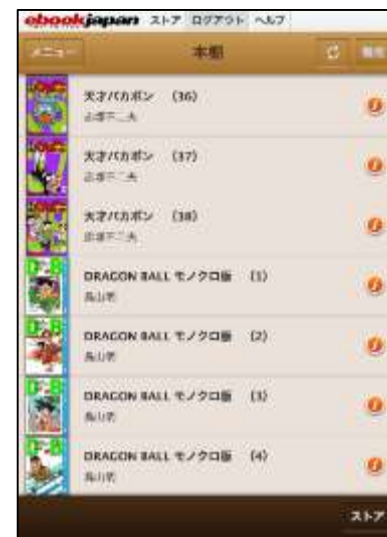 ebookjapan ストア ログアウト ヘルプ
メニュー 本棚
天才バカボン （36）
赤塚不二夫
天才バカボン （37）
赤塚不二夫
天才バカボン （38）
赤塚不二夫
DRAGON BALL モノクロ版 （1）
鳥山明
DRAGON BALL モノクロ版 （2）
鳥山明
DRAGON BALL モノクロ版 （3）
鳥山明
DRAGON BALL モノクロ版 （4）
鳥山明
ストア